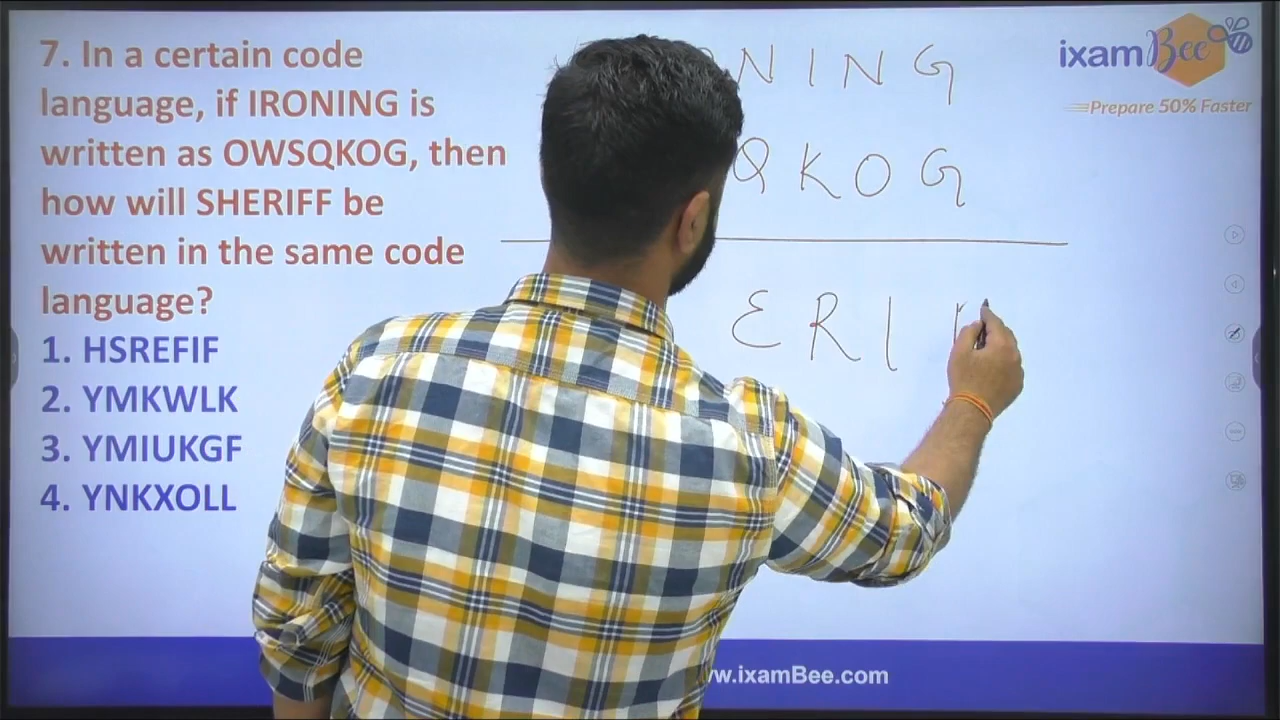 7. In a certain code
language, if IRONING is
written as OWSQKOG, then
how will SHERIFF be
written in the same code
language?
1. HSREFIF
2. YMKWLK
3. YMIUKGF
4. YNKXOLL
NING
QKOG
ERI
ixamBee
Prepare 50% Faster
w.ixamBee.com